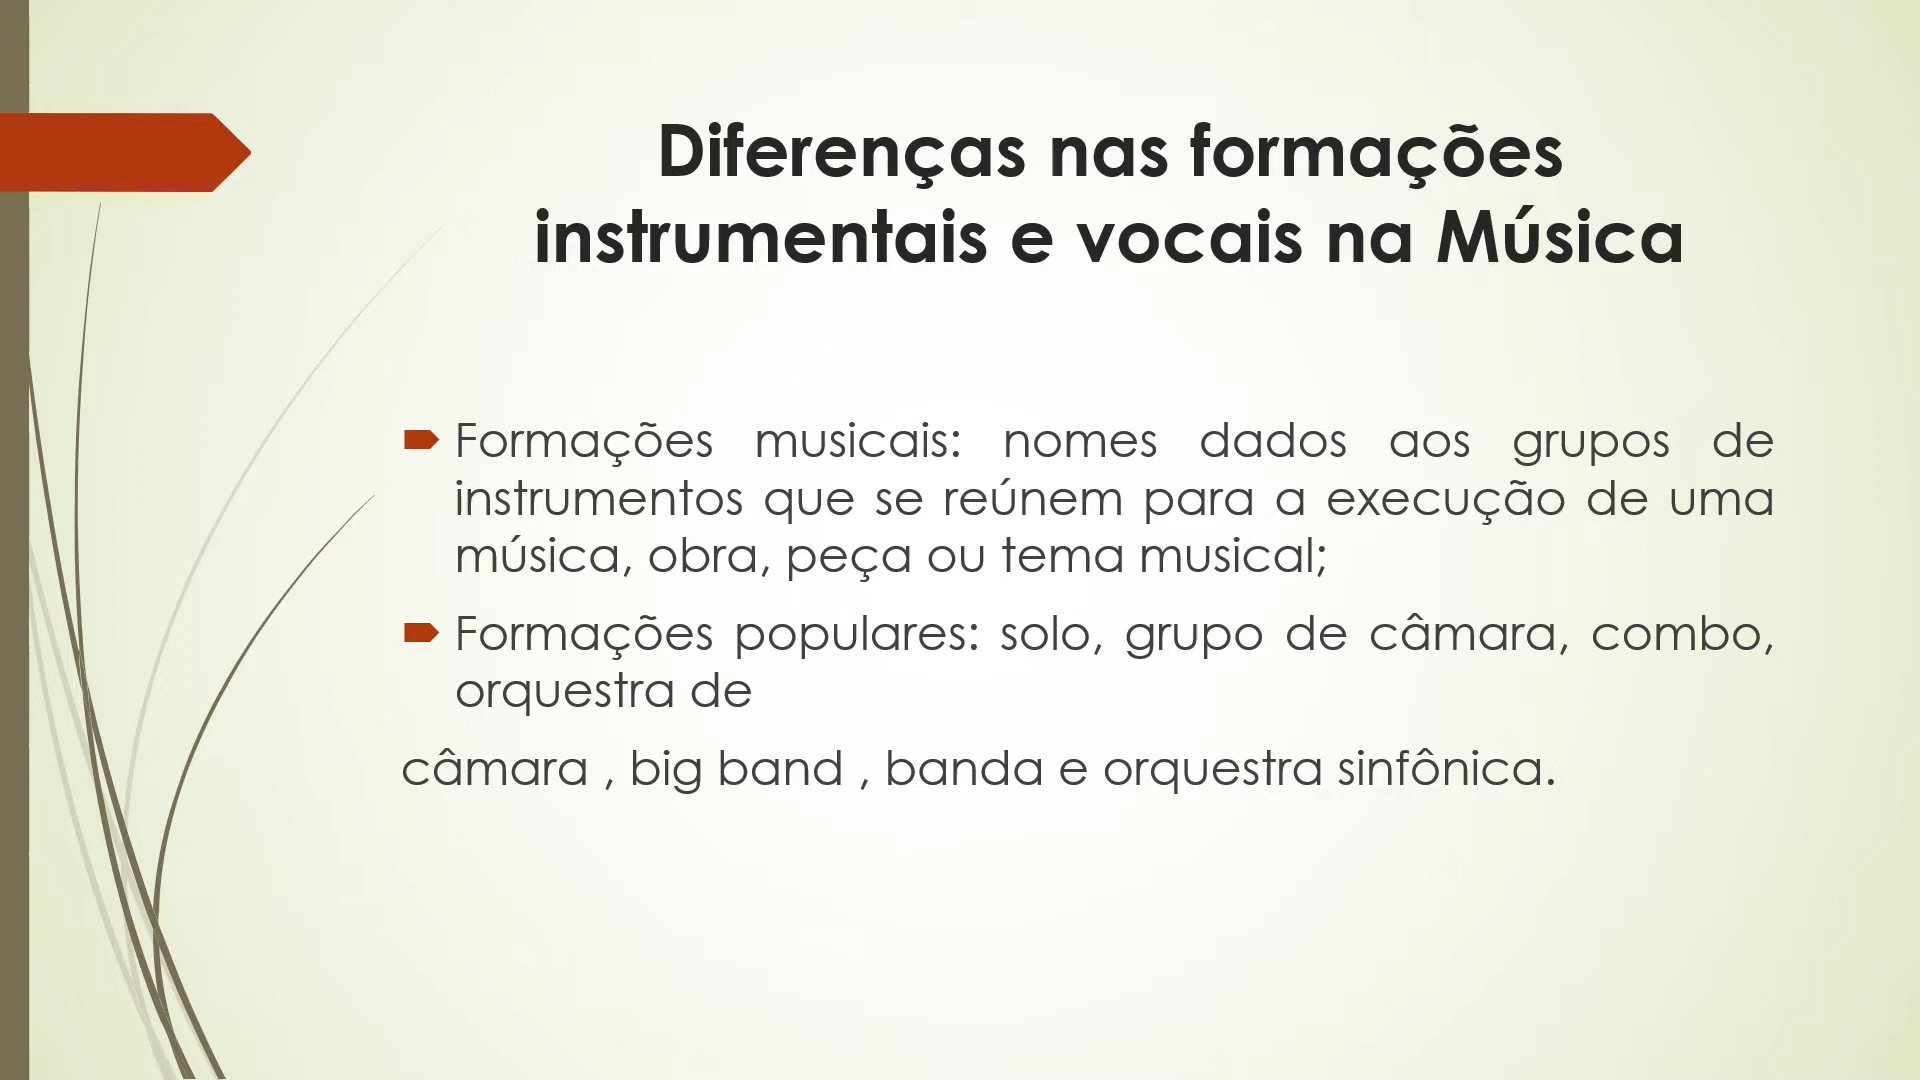 Diferenças nas formações
instrumentais e vocais na Música
Formações musicais: nomes dados aos grupos de
instrumentos que se reúnem para a execução de uma
música, obra, peça ou tema musical;
Formações populares: solo, grupo de câmara, combo,
orquestra de
câmara , big band , banda e orquestra sinfônica.